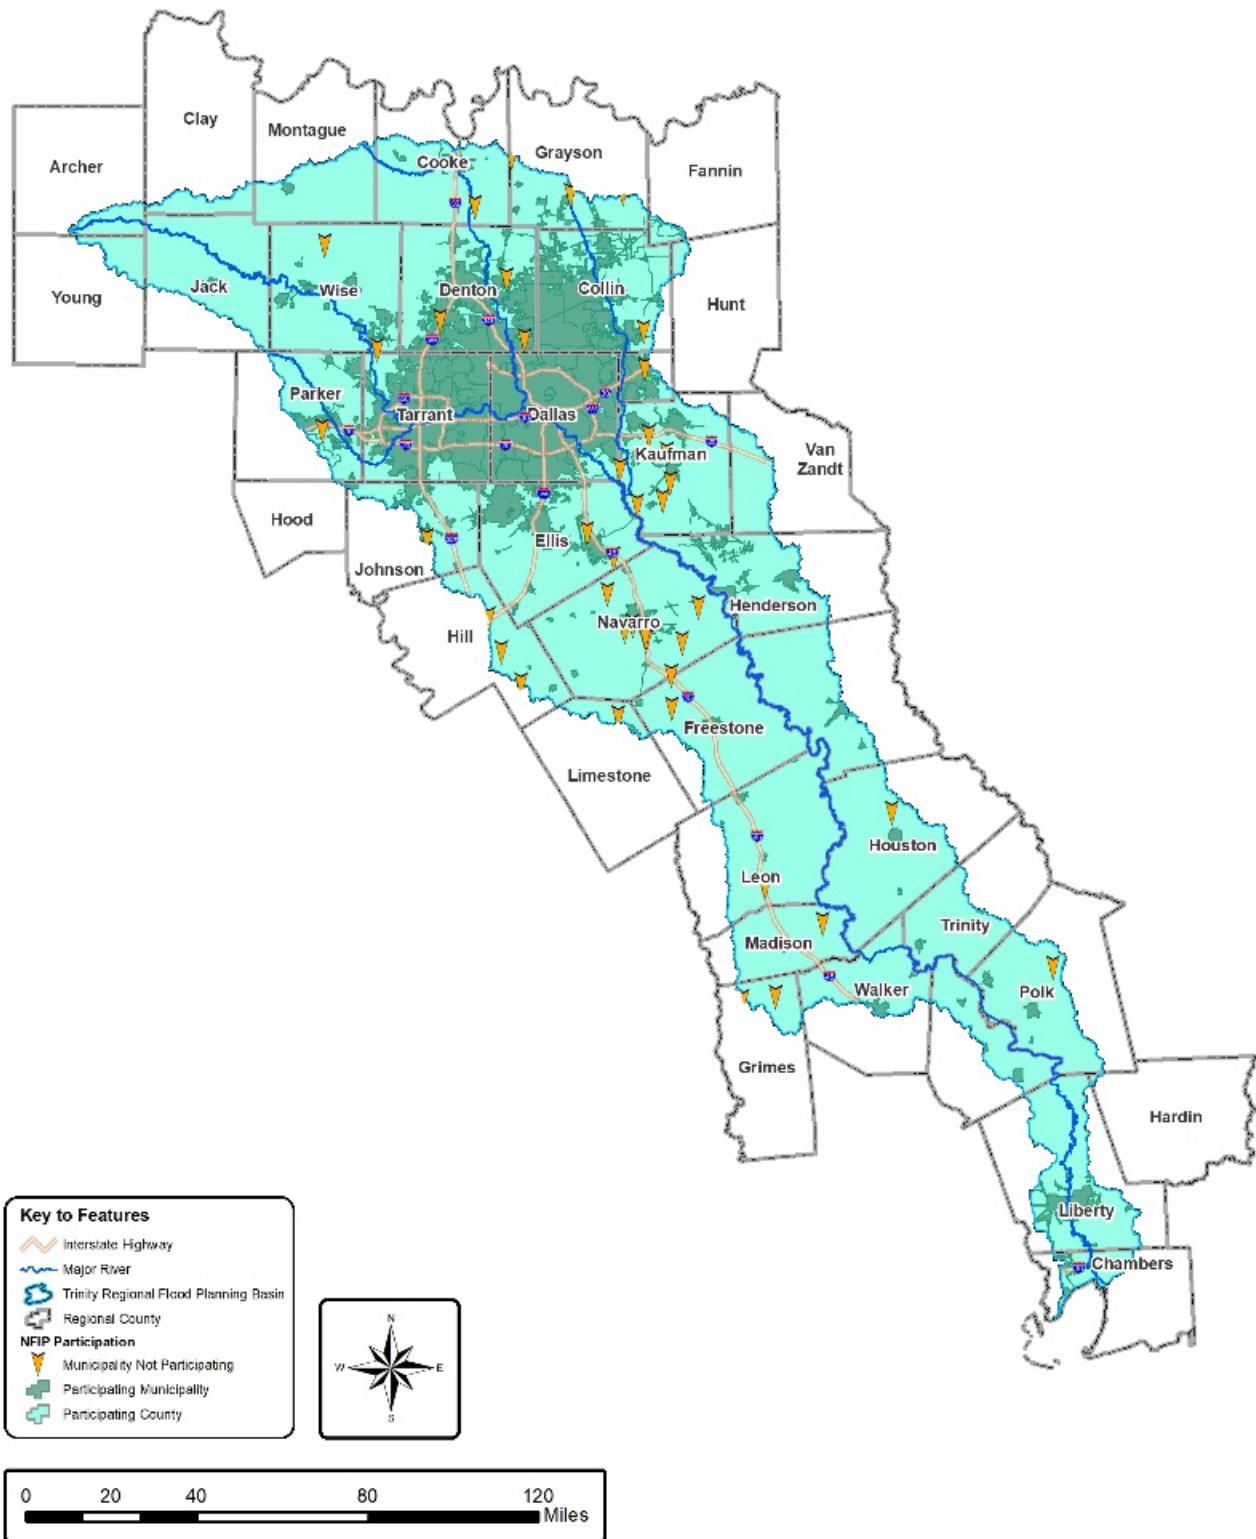 Clay
Montague
Cooke
Grayson
Archer
Fannin
Young
Jack
Wise
Denton
Collin
Hunt
Parker
Tarrant
Dallas
Kaufman
Van
Zandt
Hood
Ellis
Johnson
Henderson
Navarro
Hill
Freestone
Limestone
Houston
Leon
Trinity
Madison
Walker
Polk
Grimes
Hardin
Liberty
Chambers
Key to Features
Interstate Highway
Major River
Trinity Regional Flood Planning Basin
Regional County
NFIP Participation
Municipality Not Participating
Participating Municipality
Participating County
N
W
E
S
0 20 40 80 120
Miles